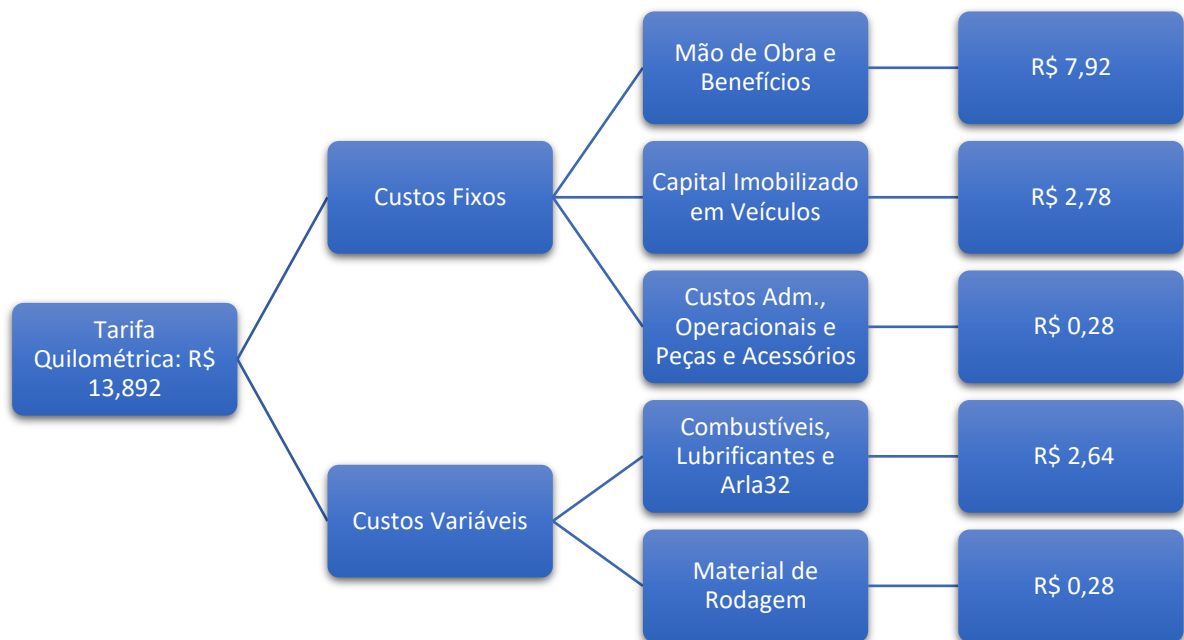 Tarifa
Quilométrica: R$
13,892
Custos Fixos
Mão de Obra e
Benefícios
R$ 7,92
Capital Imobilizado
em Veículos
R$ 2,78
Custos Adm.,
Operacionais e
Peças e Acessórios
R$ 0,28
Custos Variáveis
Combustíveis,
Lubrificantes e
Arla32
R$ 2,64
Material de
Rodagem
R$ 0,28